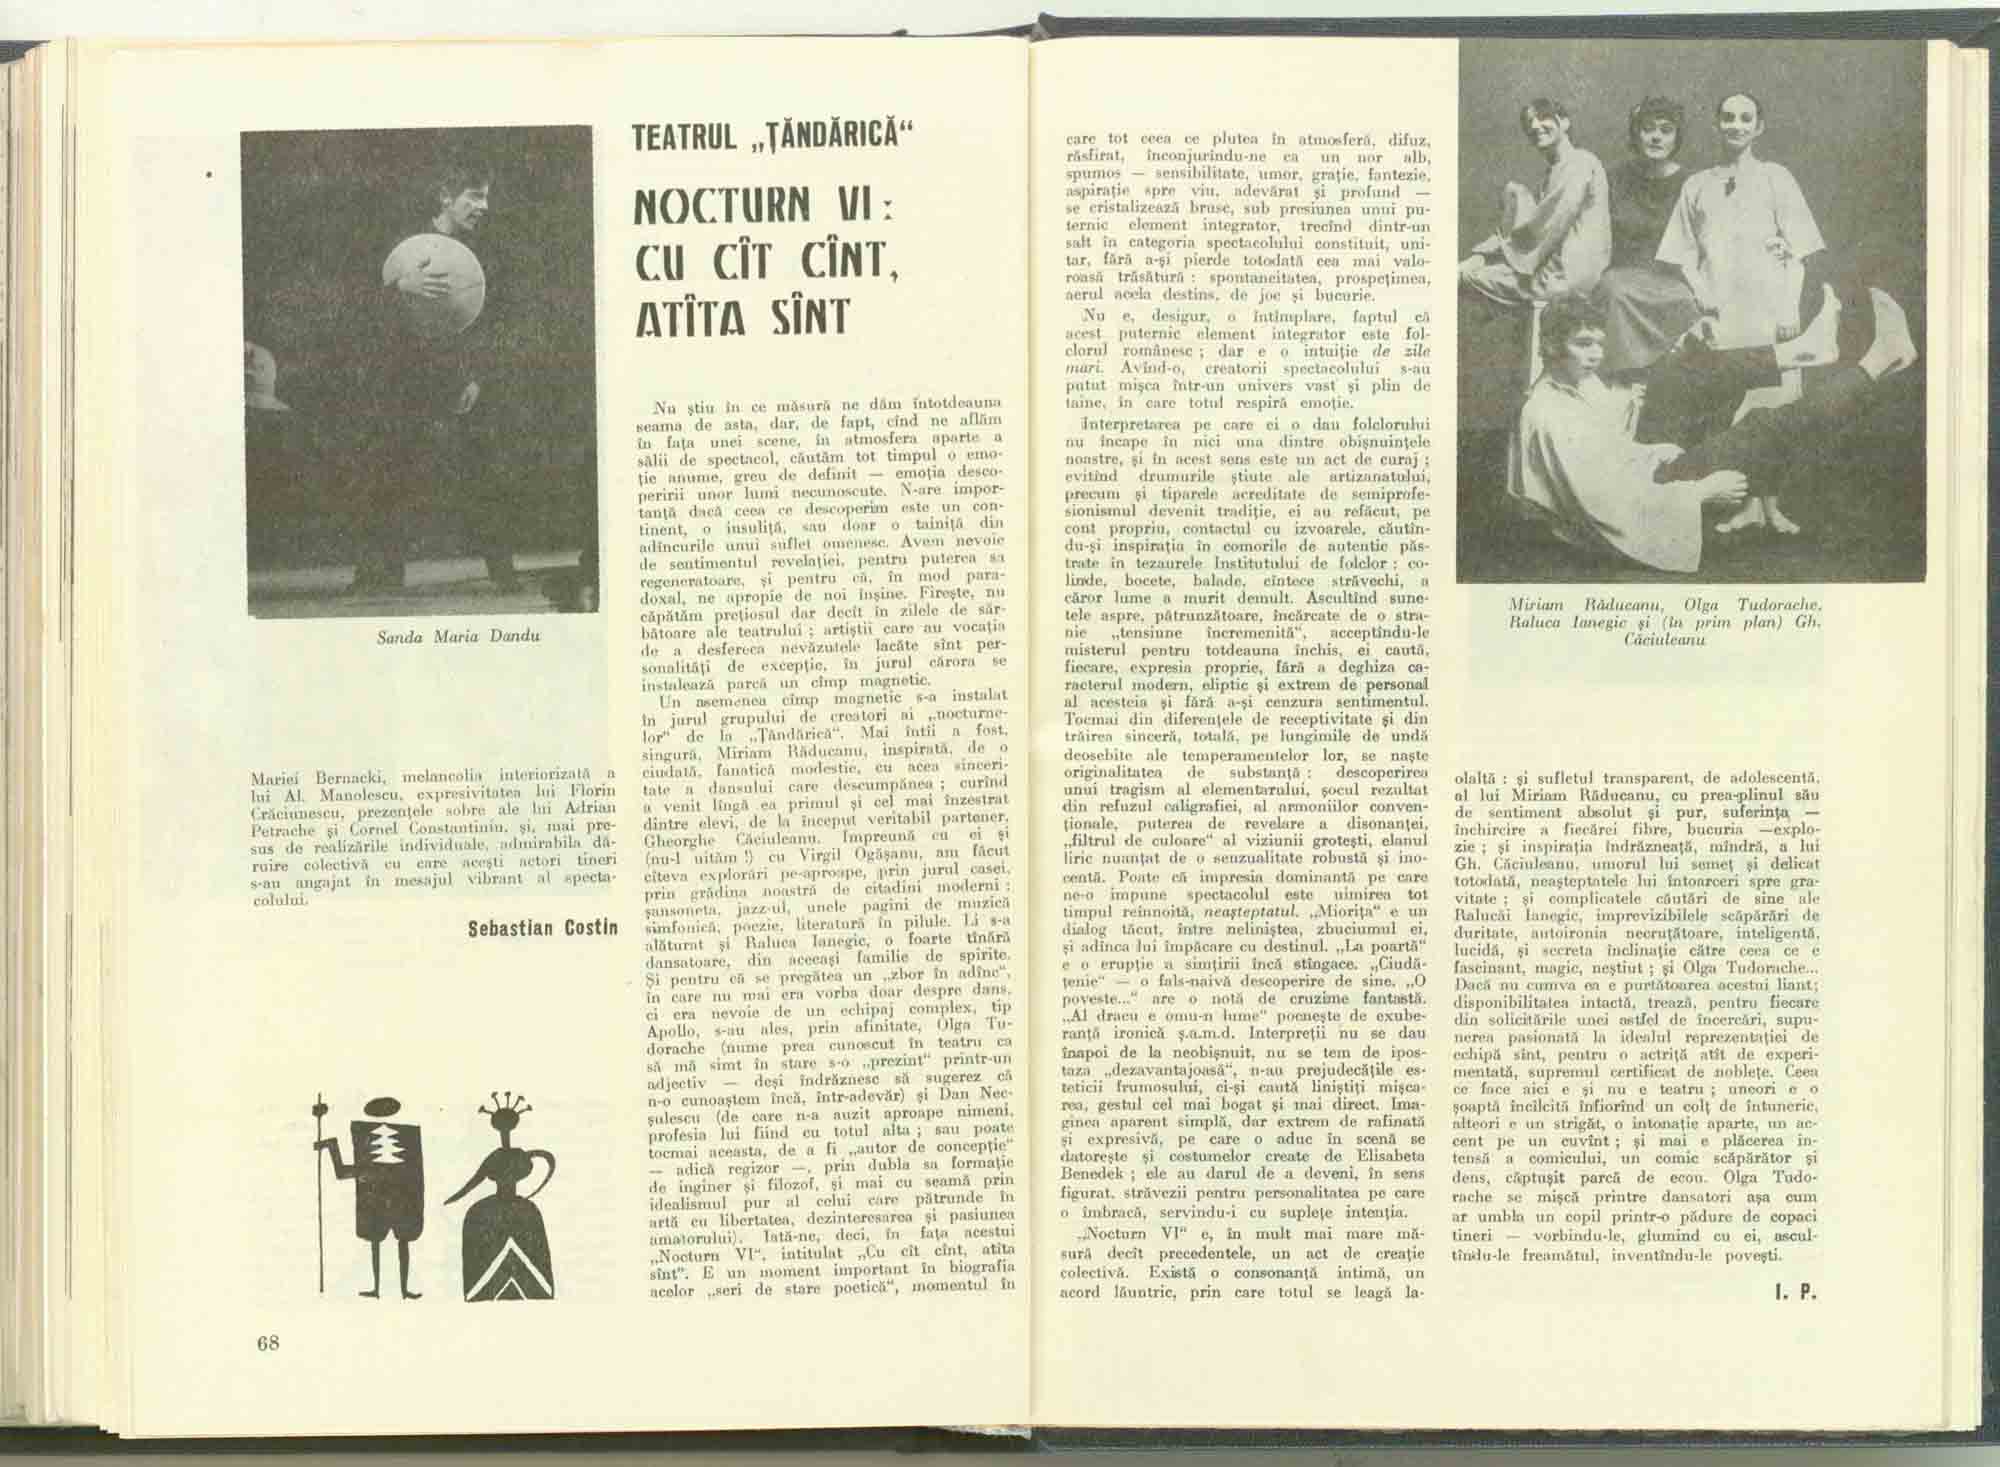 Sanda Maria Dandu
Mariei Bernacki, melancolia interiorizată a
lui Al. Manolescu, expresivitatea lui Florin
Crăciunescu, prezențele sobre ale lui Adrian
Petrache și Cornel Constantiniu, și, mai pre-
sus de realizările individuale, admirabila dă-
ruire colectivă cu care acești actori tineri
s-au angajat în mesajul vibrant al specta-
colului.
Sebastian Costin
68
TEATRUL „ȚĂNDĂRICĂ“
NOCTURN VI :
CU CÎT CÎNT,
ATÎTA SÎNT
Nu știu în ce măsură ne dăm întotdeauna
seama de asta, dar, de fapt, cînd ne aflăm
în fața unei scene, în atmosfera aparte a
sălii de spectacol, căutăm tot timpul o emo-
ție anume, greu de definit — emoția desco-
peririi unor lumi necunoscute. N-are impor-
tanță dacă ceea ce descoperim este un con-
tinent, o insuliță, sau doar o tainiță din
adîncurile unui suflet omenesc. Avem nevoie
de sentimentul revelației, pentru puterea sa
regeneratoare, și pentru că, în mod para-
doxal, ne apropie de noi înșine. Firește, nu
căpătăm prețiosul dar decît în zilele de săr-
bătoare ale teatrului ; artiștii care au vocația
de a desfereca nevăzutele lacăte sînt per-
sonalități de excepție, în jurul cărora se
instalează parcă un cîmp magnetic.
Un asemenea cîmp magnetic s-a instalat
în jurul grupului de creatori ai „nocturne-
lor“ de la „Țăndărică“. Mai întîi a fost,
singură, Miriam Răducanu, inspirată, de o
ciudată, fanatică modestie, cu acea sinceri-
tate a dansului care descumpănea ; curînd
a venit lîngă ea primul și cel mai înzestrat
dintre elevi, de la început veritabil partener,
Gheorghe Căciuleanu. Împreună cu ei și
(nu-l uităm !) cu Virgil Ogășanu, am făcut
cîteva explorări pe-aproape, prin jurul casei,
prin grădina noastră de citadini moderni :
șansoneta, jazz-ul, unele pagini de muzică
simfonică, poezie, literatură în pilule. Li s-a
alăturat și Raluca Ianegic, o foarte tînără
dansatoare, din aceeași familie de spirite.
Și pentru că se pregătea un „zbor în adînc“,
în care nu mai era vorba doar despre dans,
ci era nevoie de un echipaj complex, tip
Apollo, s-au ales, prin afinitate, Olga Tu-
dorache (nume prea cunoscut în teatru ca
să mă simt în stare s-o „prezint“ printr-un
adjectiv — deși îndrăznesc să sugerez că
n-o cunoaștem încă, într-adevăr) și Dan Nec-
șulescu (de care n-a auzit aproape nimeni,
profesia lui fiind cu totul alta ; sau poate
tocmai aceasta, de a fi „autor de concepție“
— adică regizor —, prin dubla sa formație
de inginer și filozof, și mai cu seamă prin
idealismul pur al celui care pătrunde în
artă cu libertatea, dezinteresarea și pasiunea
amatorului). Iată-ne, deci, în fața acestui
„Nocturn VI“, intitulat „Cu cît cînt, atîta
sînt“. E un moment important în biografia
acelor „seri de stare poetică“, momentul în
care tot ceea ce plutea în atmosferă, difuz,
răsfirat, înconjurîndu-ne ca un nor alb,
spumos — sensibilitate, umor, grație, fantezie,
aspirație spre viu, adevărat și profund —
se cristalizează brusc, sub presiunea unui pu-
ternic element integrator, trecînd dintr-un
salt în categoria spectacolului constituit, uni-
tar, fără a-și pierde totodată cea mai valo-
roasă trăsătură : spontaneitatea, prospețimea,
aerul acela destins, de joc și bucurie.
Nu e, desigur, o întîmplare, faptul că
acest puternic element integrator este fol-
clorul românesc ; dar e o intuiție de zile
mari. Avînd-o, creatorii spectacolului s-au
putut mișca într-un univers vast și plin de
taine, în care totul respiră emoție.
Interpretarea pe care ei o dau folclorului
nu încape în nici una dintre obișnuințele
noastre, și în acest sens este un act de curaj ;
evitînd drumurile știute ale artizanatului,
precum și tiparele acreditate de semiprofe-
sionismul devenit tradiție, ei au refăcut, pe
cont propriu, contactul cu izvoarele, căutîn-
du-și inspirația în comorile de autentic păs-
trate în tezaurele Institutului de folclor : co-
linde, bocete, balade, cîntece străvechi, a
căror lume a murit demult. Ascultînd sune-
tele aspre, pătrunzătoare, încărcate de o stra-
nie „tensiune încremenită“, acceptîndu-le
misterul pentru totdeauna închis, ei caută,
fiecare, expresia proprie, fără a deghiza ca-
racterul modern, eliptic și extrem de personal
al acesteia și fără a-și cenzura sentimentul.
Tocmai din diferențele de receptivitate și din
trăirea sinceră, totală, pe lungimile de undă
deosebite ale temperamentelor lor, se naște
originalitatea de substanță : descoperirea
unui tragism al elementarului, șocul rezultat
din refuzul caligrafiei, al armoniilor conven-
ționale, puterea de revelare a disonanței,
„filtrul de culoare“ al viziunii grotești, elanul
liric nuanțat de o senzualitate robustă și ino-
centă. Poate că impresia dominantă pe care
ne-o impune spectacolul este uimirea tot
timpul reînnoită, neașteptatul. „Miorița“ e un
dialog tăcut, între neliniștea, zbuciumul ei,
și adînca lui împăcare cu destinul. „La poartă“
e o erupție a simțirii încă stîngace. „Ciudă-
țenie“ — o fals-naivă descoperire de sine. „O
poveste...“ are o notă de cruzime fantastă.
„Al dracu e omu-n lume“ pocnește de exube-
ranță ironică ș.a.m.d. Interpreții nu se dau
înapoi de la neobișnuit, nu se tem de ipos-
taza „dezavantajoasă“, n-au prejudecățile es-
teticii frumosului, ci-și caută liniștiți mișca-
rea, gestul cel mai bogat și mai direct. Ima-
ginea aparent simplă, dar extrem de rafinată
și expresivă, pe care o aduc în scenă se
datorește și costumelor create de Elisabeta
Benedek ; ele au darul de a deveni, în sens
figurat, străvezii pentru personalitatea pe care
o îmbracă, servindu-i cu suplețe intenția.
„Nocturn VI“ e, în mult mai mare mă-
sură decît precedentele, un act de creație
colectivă. Există o consonanță intimă, un
acord lăuntric, prin care totul se leagă la-
Miriam Răducanu, Olga Tudorache,
Raluca Ianegic și (în prim plan) Gh.
Căciuleanu
olaltă : și sufletul transparent, de adolescentă,
al lui Miriam Răducanu, cu prea-plinul său
de sentiment absolut și pur, suferința —
închircire a fiecărei fibre, bucuria —explo-
zie ; și inspirația îndrăzneață, mîndră, a lui
Gh. Căciuleanu, umorul lui semeț și delicat
totodată, neașteptatele lui întoarceri spre gra-
vitate ; și complicatele căutări de sine ale
Ralucăi Ianegic, imprevizibilele scăpărări de
duritate, autoironia necruțătoare, inteligentă,
lucidă, și secreta înclinație către ceea ce e
fascinant, magic, neștiut ; și Olga Tudorache...
Dacă nu cumva ea e purtătoarea acestui liant;
disponibilitatea intactă, trează, pentru fiecare
din solicitările unei astfel de încercări, supu-
nerea pasionată la idealul reprezentației de
echipă sînt, pentru o actriță atît de experi-
mentată, supremul certificat de noblețe. Ceea
ce face aici e și nu e teatru ; uneori e o
șoaptă încîlcită înfiorînd un colț de întuneric,
alteori e un strigăt, o intonație aparte, un ac-
cent pe un cuvînt ; și mai e plăcerea in-
tensă a comicului, un comic scăpărător și
dens, căptușit parcă de ecou. Olga Tudo-
rache se mișcă printre dansatori așa cum
ar umbla un copil printr-o pădure de copaci
tineri — vorbindu-le, glumind cu ei, ascul-
tîndu-le freamătul, inventîndu-le povești.
I. P.